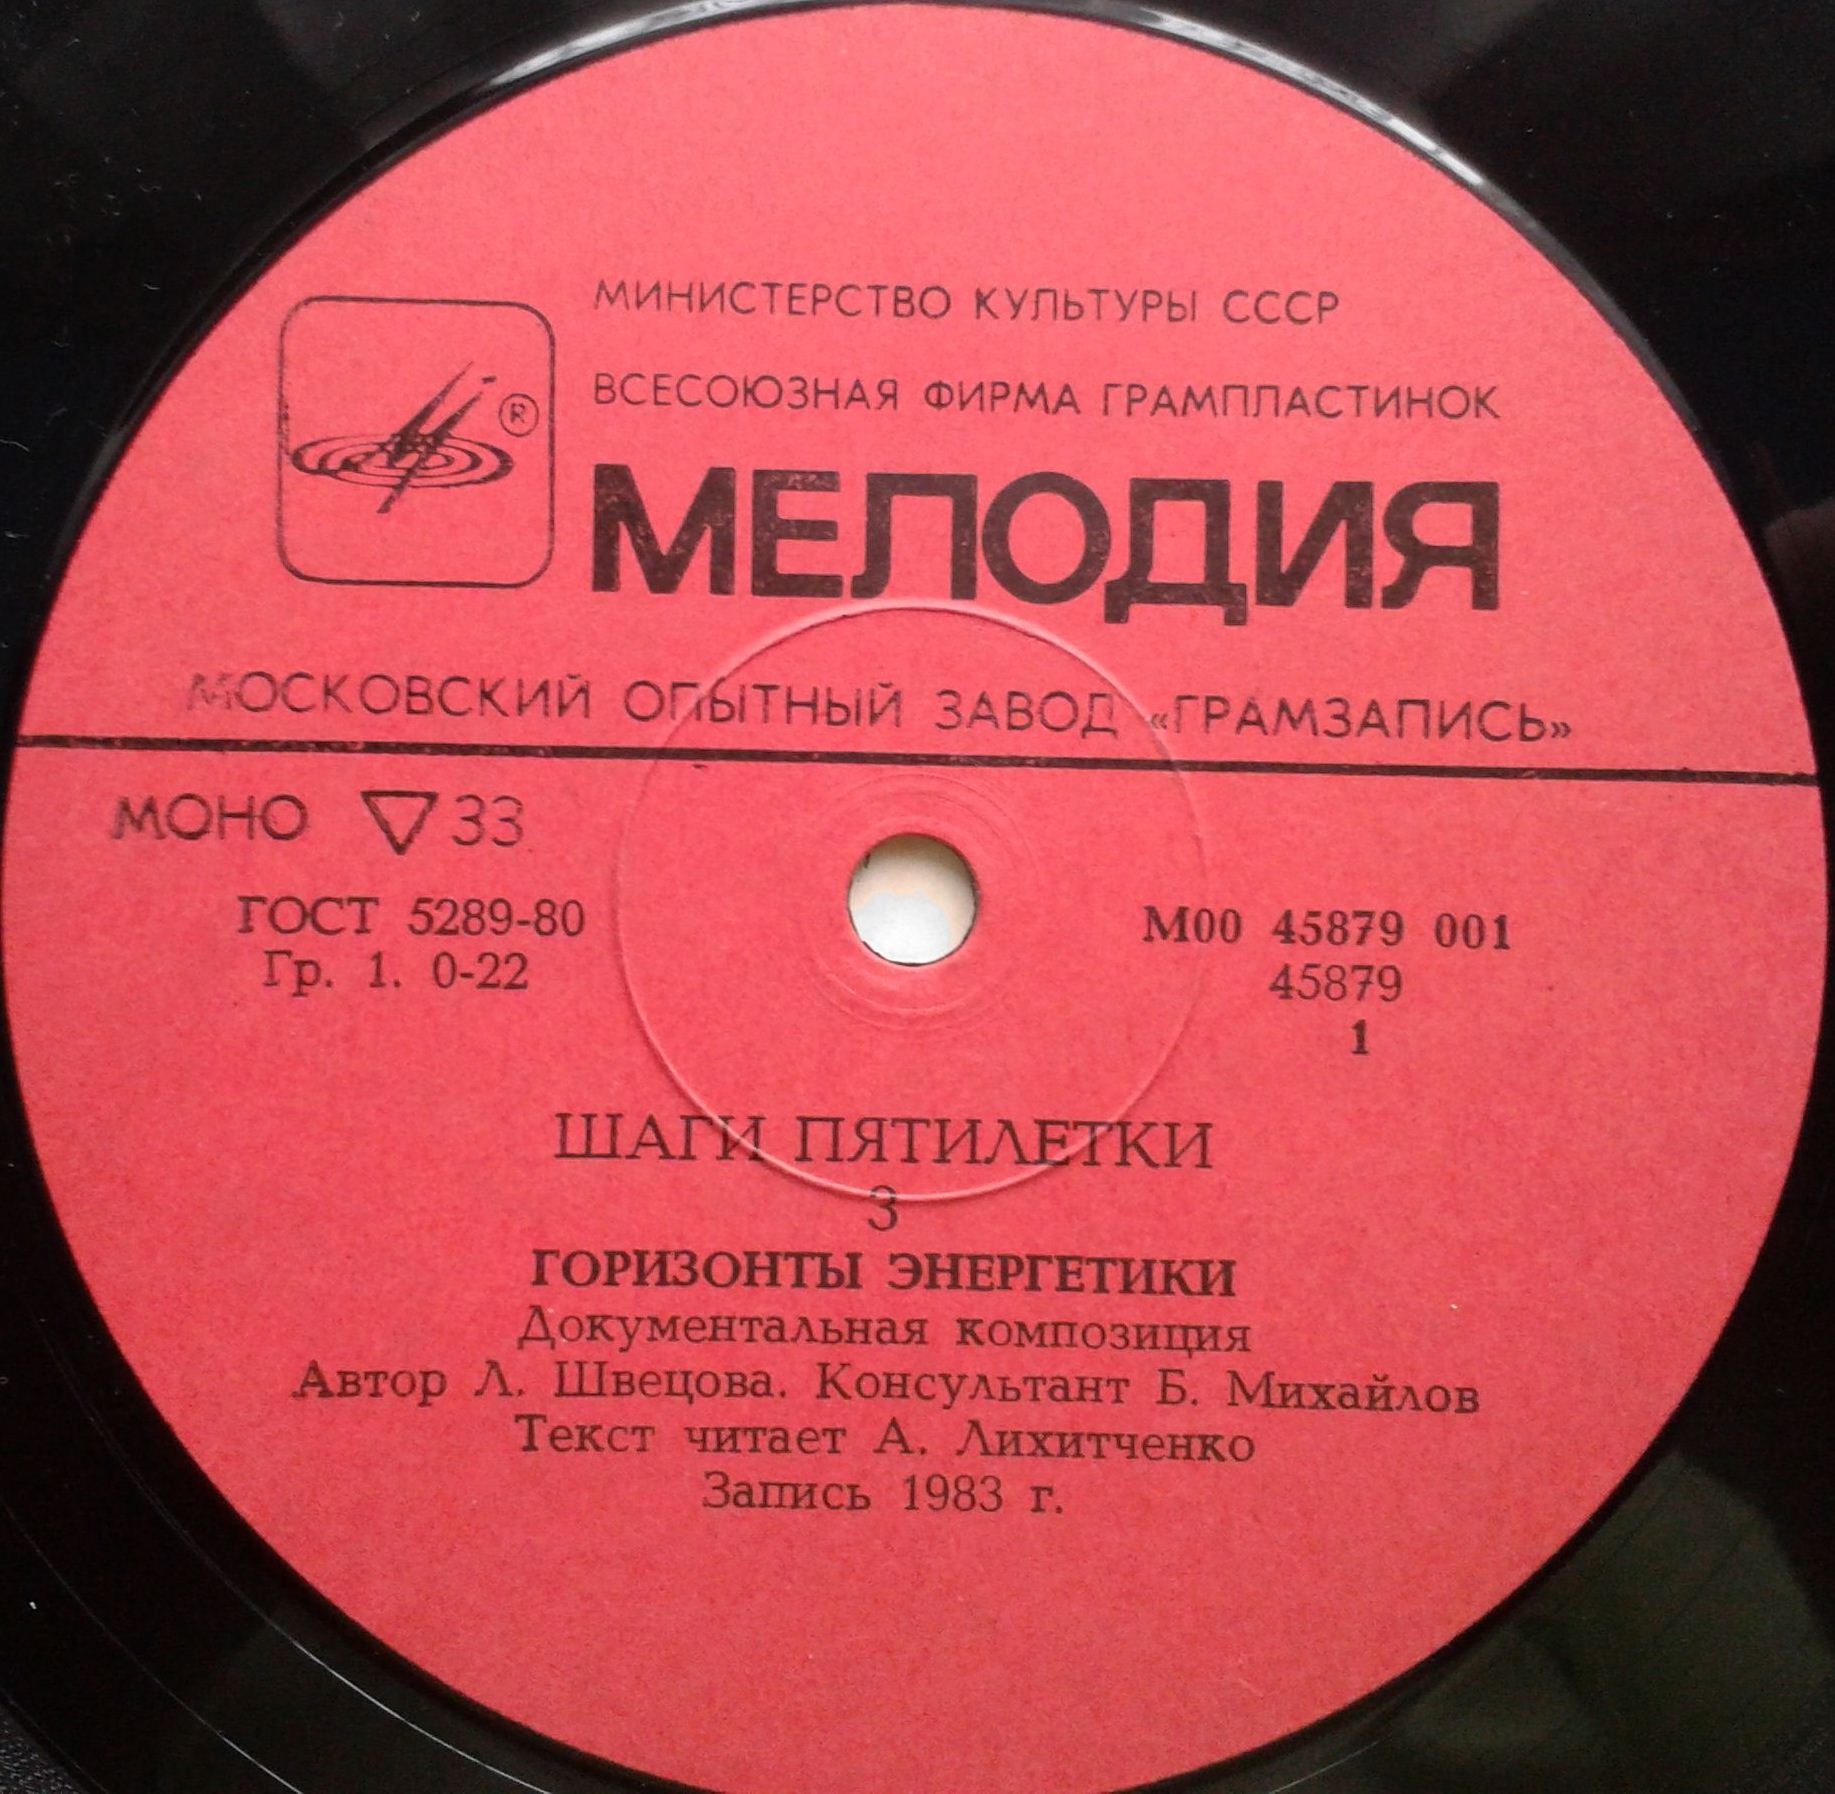 МИНИСТЕРСТВО КУЛЬТУРЫ СССР
ВСЕСОЮЗНАЯ ФИРМА ГРАМПЛАСТИНОК
®
МЕЛОДИЯ
МОСКОВСКИЙ ОПЫТНЫЙ ЗАВОД «ГРАМЗАПИСЬ»
МОНО ▽ 33
ГОСТ 5289-80
Гр. 1. 0-22
М00 45879 001
45879
1
ШАГИ ПЯТИЛЕТКИ
3
ГОРИЗОНТЫ ЭНЕРГЕТИКИ
Документальная композиция
Автор Л. Швецова. Консультант Б. Михайлов
Текст читает А. Лихитченко
Запись 1983 г.